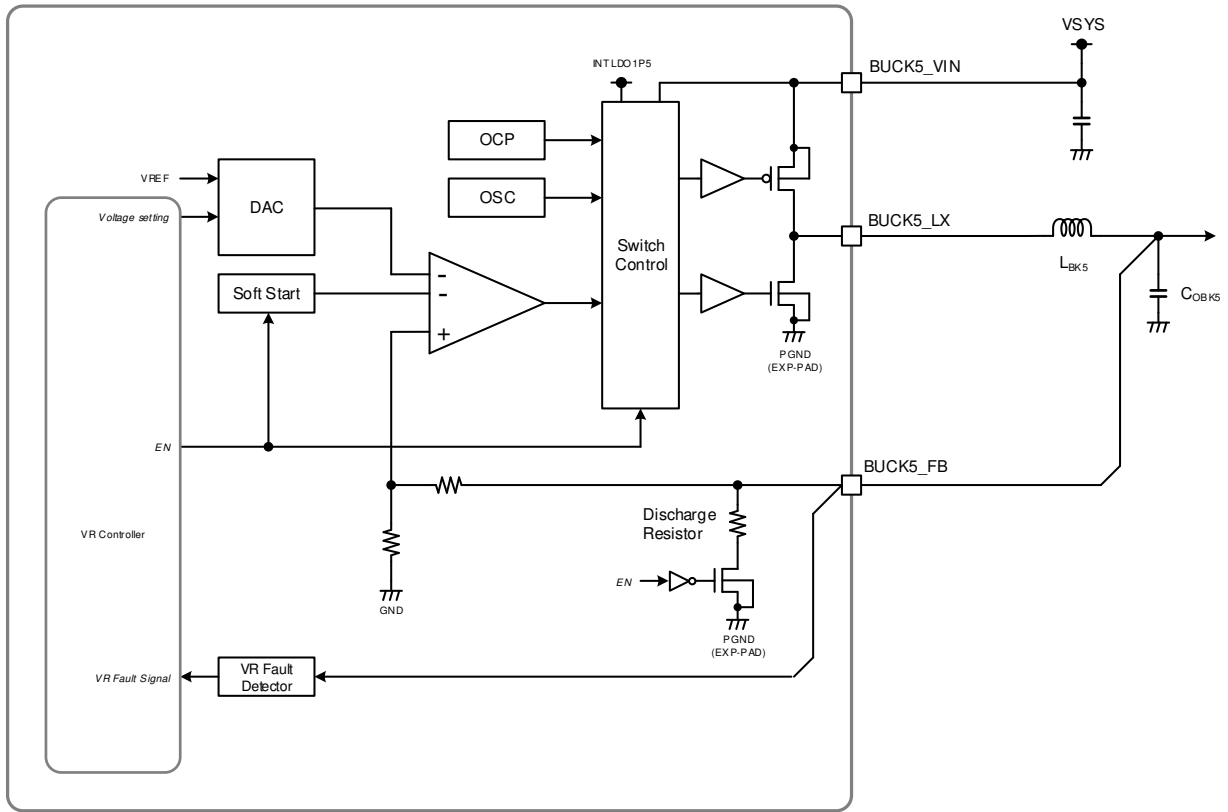 VSYS
INTLDO1P5
BUCK5_VIN
OCP
VREF
DAC
OSC
Voltage setting
BUCK5_LX
Switch
Control
LBK5
Soft Start
-
-
+
COBK5
PGND
(EXP-PAD)
EN
BUCK5_FB
Discharge
Resistor
VR Controller
EN
GND
PGND
(EXP-PAD)
VR Fault Signal
VR Fault
Detector